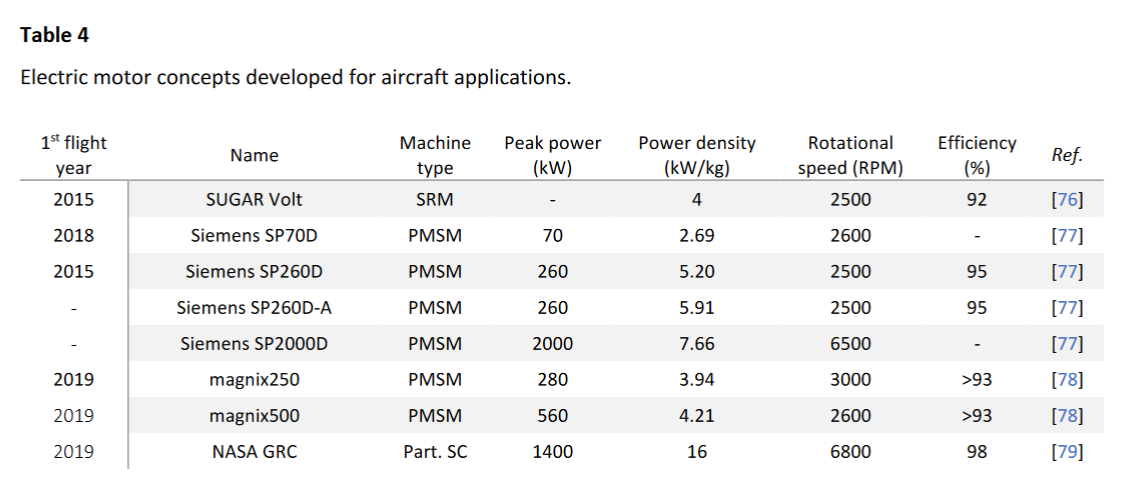 Table 4
Electric motor concepts developed for aircraft applications.
1st flight year Name Machine type Peak power (kW) Power density (kW/kg) Rotational speed (RPM) Efficiency (%) Ref.
2015 SUGAR Volt SRM - 4 2500 92 [76]
2018 Siemens SP70D PMSM 70 2.69 2600 - [77]
2015 Siemens SP260D PMSM 260 5.20 2500 95 [77]
- Siemens SP260D-A PMSM 260 5.91 2500 95 [77]
- Siemens SP2000D PMSM 2000 7.66 6500 - [77]
2019 magnix250 PMSM 280 3.94 3000 >93 [78]
2019 magnix500 PMSM 560 4.21 2600 >93 [78]
2019 NASA GRC Part. SC 1400 16 6800 98 [79]